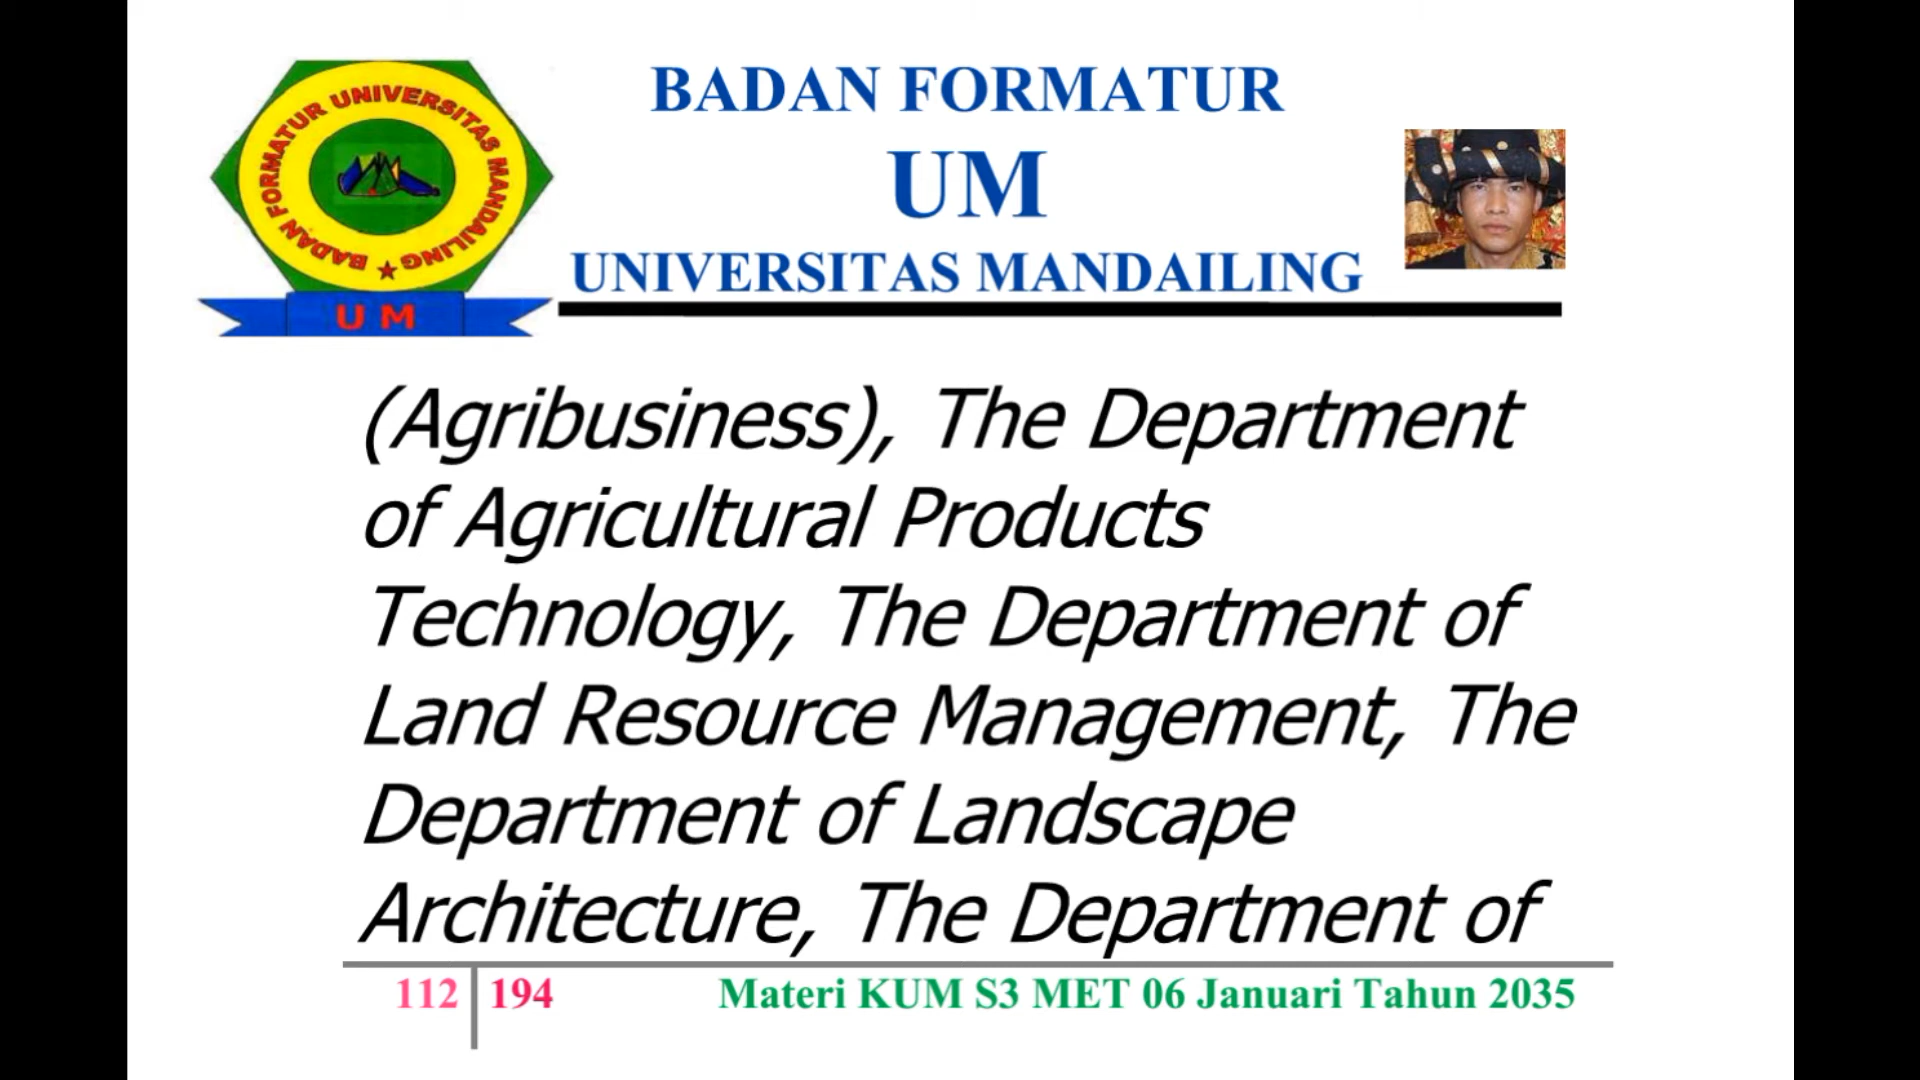 BADAN FORMATUR UNIVERSITAS MANDAILING
U M
BADAN FORMATUR
UM
UNIVERSITAS MANDAILING
(Agribusiness), The Department
of Agricultural Products
Technology, The Department of
Land Resource Management, The
Department of Landscape
Architecture, The Department of
112 194 Materi KUM S3 MET 06 Januari Tahun 2035